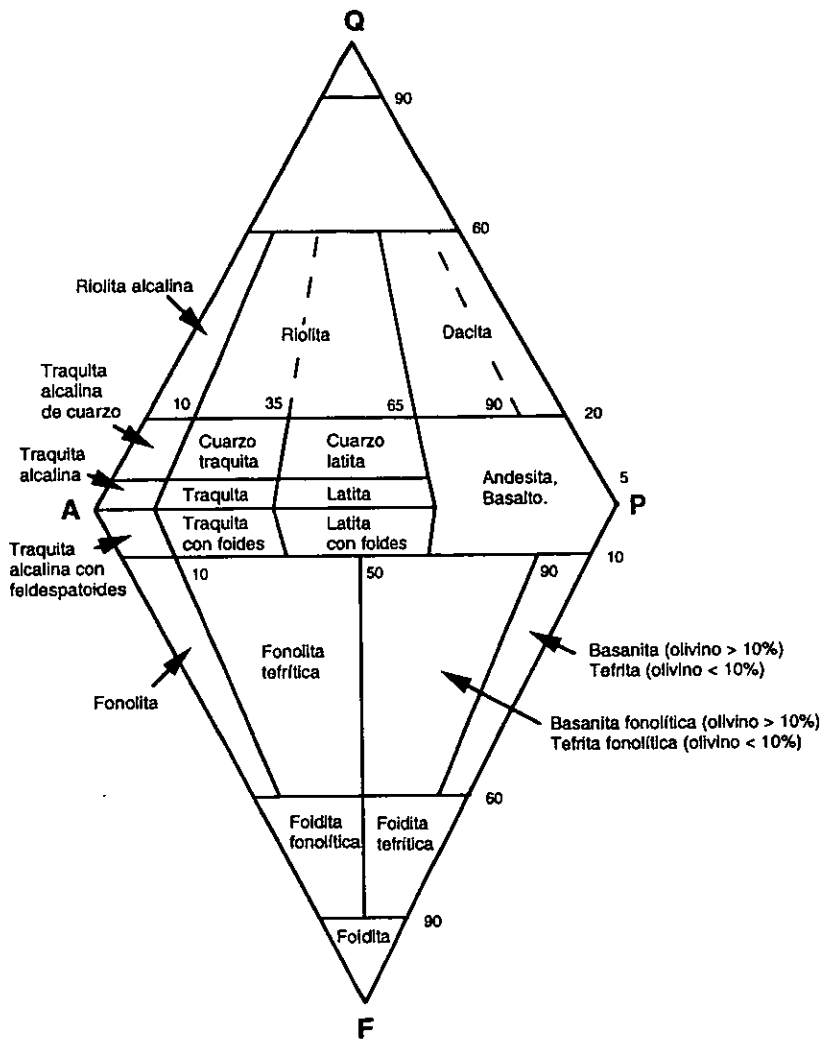 Q
90
60
Riolita alcalina
Riolita
Dacita
Traquita
alcalina
de cuarzo
10
35
65
90
20
Cuarzo
traquita
Cuarzo
latita
Traquita
alcalina
Andesita,
Basalto.
5
Traquita
Latita
A
P
Traquita
con foides
Latita
con foides
Traquita
alcalina con
feldespatoides
10
50
90
10
Fonolita
tefrítica
Basanita (olivino > 10%)
Tefrita (olivino < 10%)
Fonolita
Basanita fonolítica (olivino > 10%)
Tefrita fonolítica (olivino < 10%)
60
Foidita
fonolítica
Foidita
tefrítica
90
Foidita
F